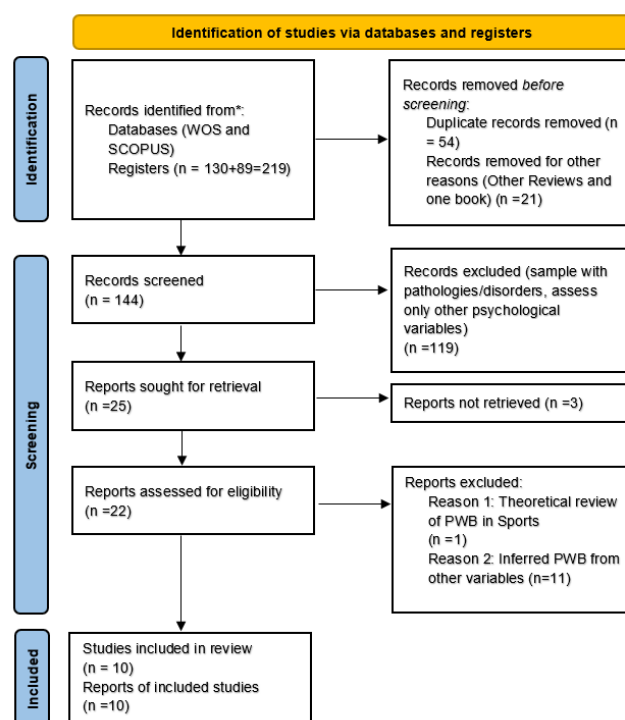 Identification of studies via databases and registers
Identification
Records identified from*:
Databases (WOS and
SCOPUS)
Registers (n = 130+89=219)
Records removed before
screening:
Duplicate records removed (n
= 54)
Records removed for other
reasons (Other Reviews and
one book) (n =21)
Screening
Records screened
(n = 144)
Records excluded (sample with
pathologies/disorders, assess
only other psychological
variables)
(n =119)
Reports sought for retrieval
(n =25)
Reports not retrieved (n =3)
Reports assessed for eligibility
(n =22)
Reports excluded:
Reason 1: Theoretical review
of PWB in Sports
(n =1)
Reason 2: Inferred PWB from
other variables (n=11)
Included
Studies included in review
(n = 10)
Reports of included studies
(n =10)